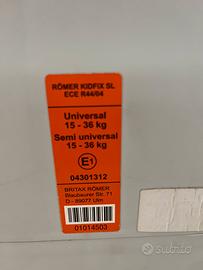 RÖMER KIDFIX SL
ECE R44/04
Universal
15 - 36 kg
Semi universal
15 - 36 kg
E1
04301312
BRITAX RÖMER
Blaubeurer Str. 71
D - 89077 Ulm
01014503
subito